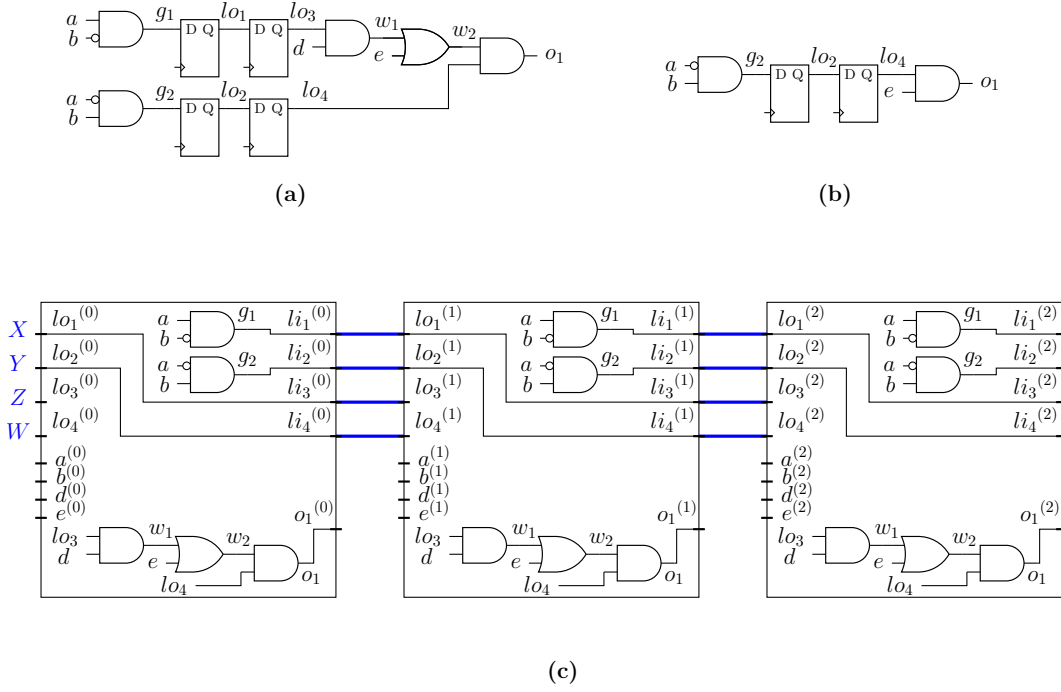 a g₁ lo₁ lo₃ w₁ w₂
b D Q D Q d e o₁
a g₂ lo₂ lo₄
b D Q D Q
(a)
a g₂ lo₂ lo₄
b D Q D Q e o₁
(b)
X lo₁⁽⁰⁾ a b g₁ li₁⁽⁰⁾ lo₁⁽¹⁾ a b g₁ li₁⁽¹⁾ lo₁⁽²⁾ a b g₁ li₁⁽²⁾
Y lo₂⁽⁰⁾ a b g₂ li₂⁽⁰⁾ lo₂⁽¹⁾ a b g₂ li₂⁽¹⁾ lo₂⁽²⁾ a b g₂ li₂⁽²⁾
Z lo₃⁽⁰⁾ li₃⁽⁰⁾ lo₃⁽¹⁾ li₃⁽¹⁾ lo₃⁽²⁾ li₃⁽²⁾
W lo₄⁽⁰⁾ li₄⁽⁰⁾ lo₄⁽¹⁾ li₄⁽¹⁾ lo₄⁽²⁾ li₄⁽²⁾
a⁽⁰⁾ a⁽¹⁾ a⁽²⁾
b⁽⁰⁾ b⁽¹⁾ b⁽²⁾
d⁽⁰⁾ d⁽¹⁾ d⁽²⁾
e⁽⁰⁾ o₁⁽⁰⁾ e⁽¹⁾ o₁⁽¹⁾ e⁽²⁾ o₁⁽²⁾
lo₃ w₁ w₂ lo₃ w₁ w₂ lo₃ w₁ w₂
d e o₁ d e o₁ d e o₁
lo₄ lo₄ lo₄
(c)